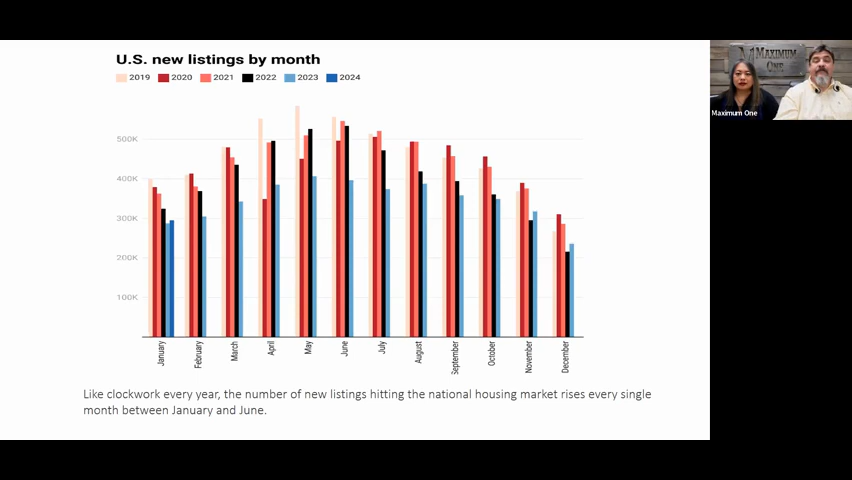 U.S. new listings by month
2019 2020 2021 2022 2023 2024
500K
400K
300K
200K
100K
January February March April May June July August September October November December
Like clockwork every year, the number of new listings hitting the national housing market rises every single
month between January and June.
MAXIMUM
ONE
Maximum One